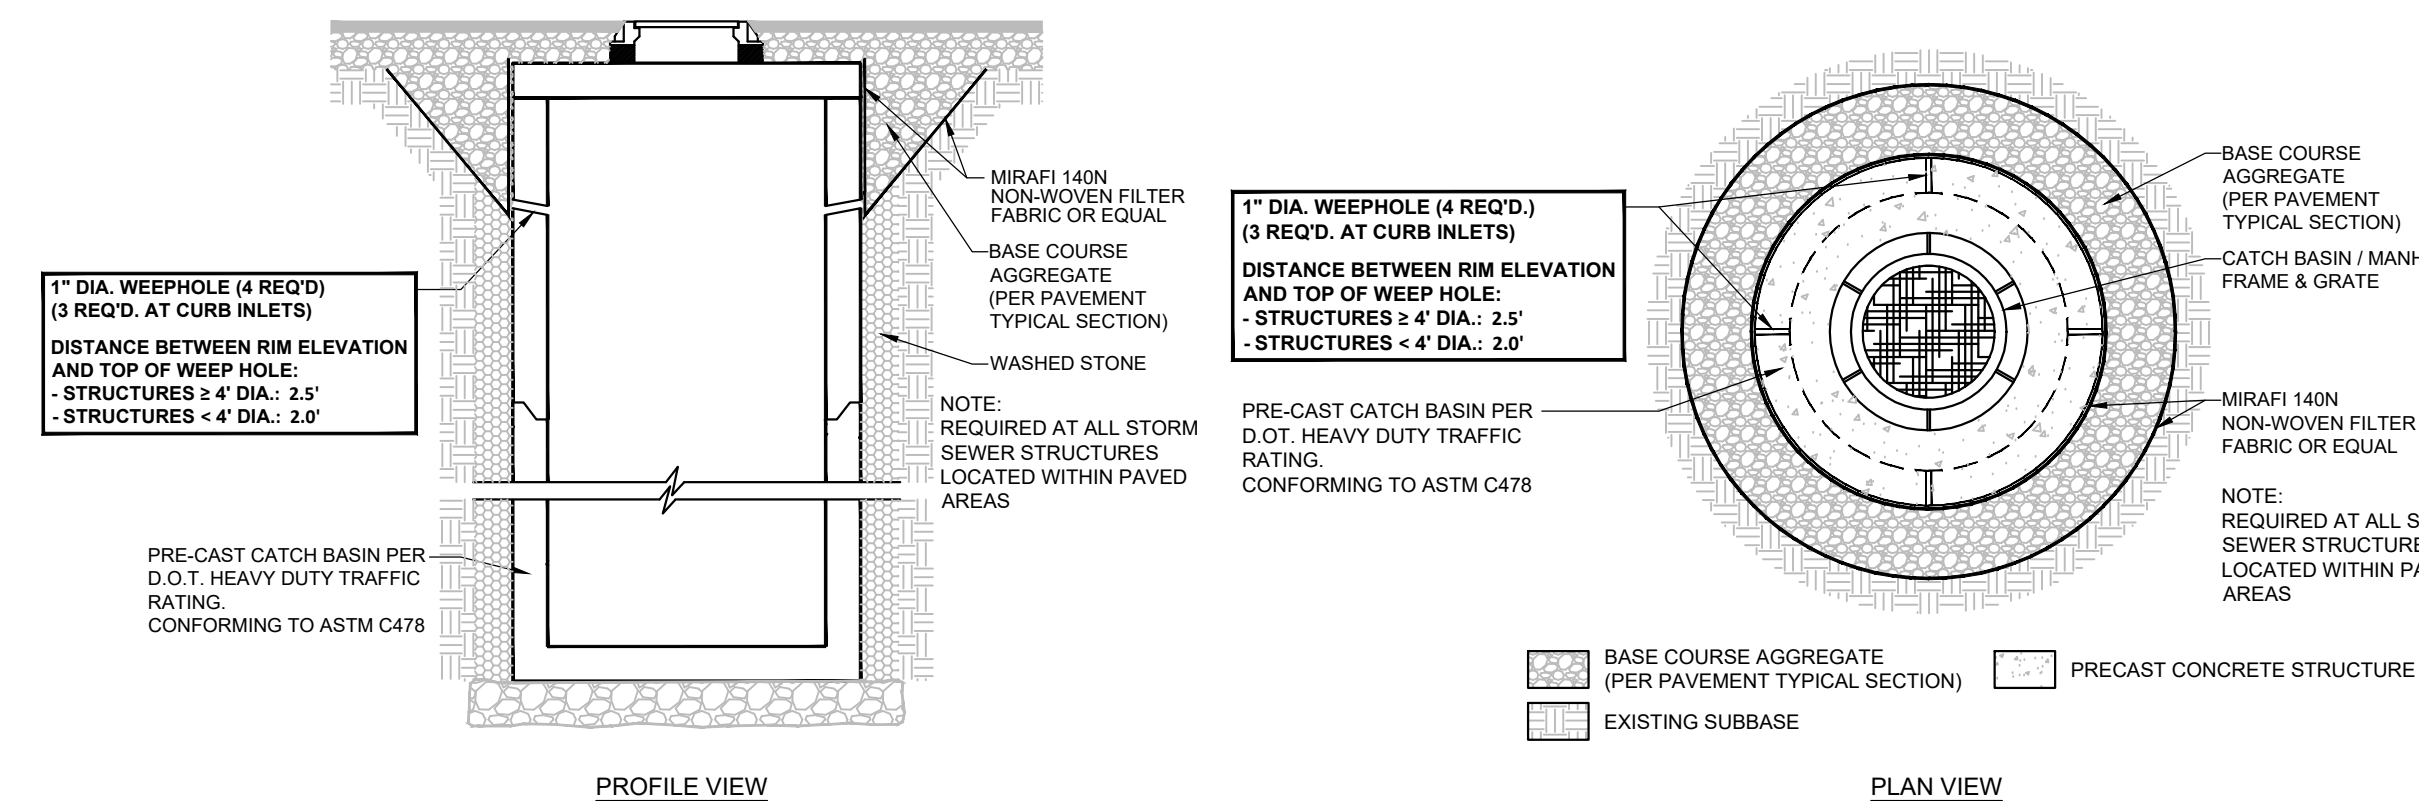 MIRAFI 140N
NON-WOVEN FILTER
FABRIC OR EQUAL
BASE COURSE
AGGREGATE
(PER PAVEMENT
TYPICAL SECTION)
1" DIA. WEEPHOLE (4 REQ'D)
(3 REQ'D. AT CURB INLETS)
DISTANCE BETWEEN RIM ELEVATION
AND TOP OF WEEP HOLE:
- STRUCTURES ≥ 4' DIA.: 2.5'
- STRUCTURES < 4' DIA.: 2.0'
WASHED STONE
NOTE:
REQUIRED AT ALL STORM
SEWER STRUCTURES
LOCATED WITHIN PAVED
AREAS
PRE-CAST CATCH BASIN PER
D.O.T. HEAVY DUTY TRAFFIC
RATING.
CONFORMING TO ASTM C478
PROFILE VIEW
1" DIA. WEEPHOLE (4 REQ'D.)
(3 REQ'D. AT CURB INLETS)
DISTANCE BETWEEN RIM ELEVATION
AND TOP OF WEEP HOLE:
- STRUCTURES ≥ 4' DIA.: 2.5'
- STRUCTURES < 4' DIA.: 2.0'
PRE-CAST CATCH BASIN PER
D.OT. HEAVY DUTY TRAFFIC
RATING.
CONFORMING TO ASTM C478
BASE COURSE
AGGREGATE
(PER PAVEMENT
TYPICAL SECTION)
CATCH BASIN /
FRAME & GRATE
MIRAFI 140N
NON-WOVEN FILTER
FABRIC OR EQUAL
NOTE:
REQUIRED AT ALL
SEWER
LOCATED WITHIN
AREAS
BASE COURSE AGGREGATE
(PER PAVEMENT TYPICAL SECTION)
PRECAST CONCRETE STRUCTURE
EXISTING SUBBASE
PLAN VIEW